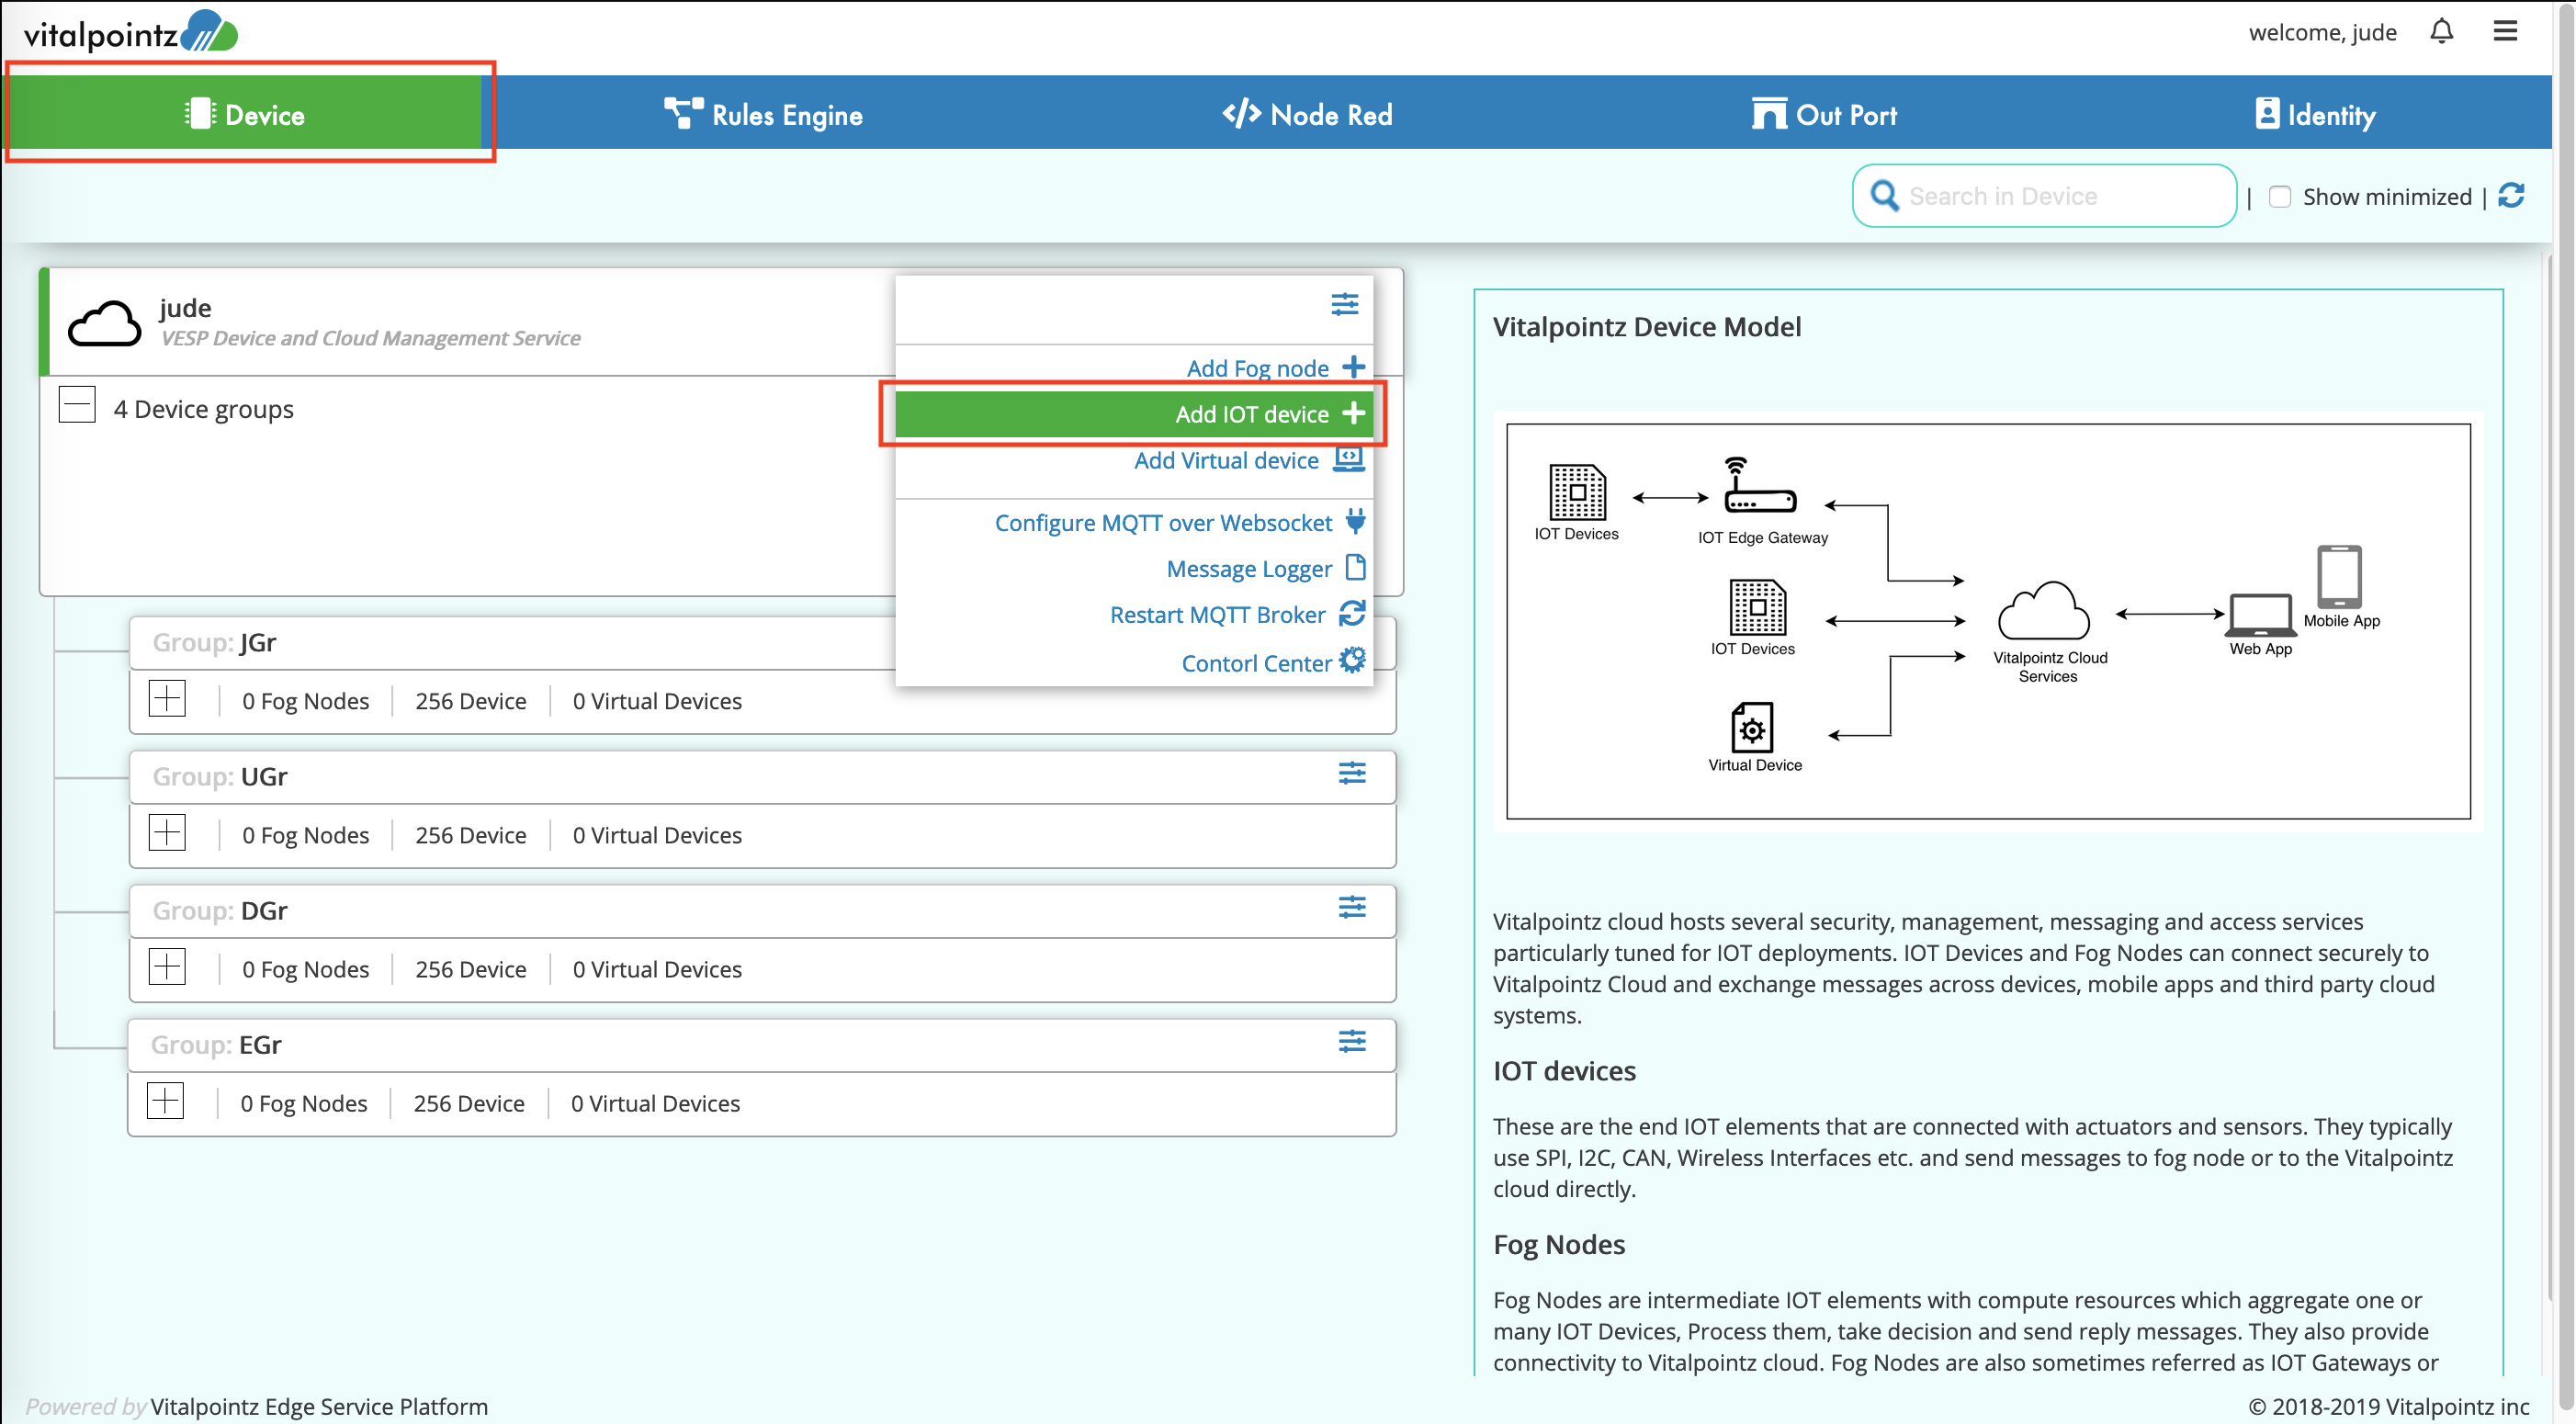 vitalpointz
welcome, jude
Device
Rules Engine
</> Node Red
Out Port
Identity
Search in Device
| Show minimized |
jude
VESP Device and Cloud Management Service
4 Device groups
Add Fog node
Add IOT device
Add Virtual device
Configure MQTT over Websocket
Message Logger
Restart MQTT Broker
Contorl Center
Group: JGr
0 Fog Nodes | 256 Device | 0 Virtual Devices
Group: UGr
0 Fog Nodes | 256 Device | 0 Virtual Devices
Group: DGr
0 Fog Nodes | 256 Device | 0 Virtual Devices
Group: EGr
0 Fog Nodes | 256 Device | 0 Virtual Devices
Vitalpointz Device Model
IOT Devices
IOT Edge Gateway
IOT Devices
Virtual Device
Vitalpointz Cloud
Services
Web App
Mobile App
Vitalpointz cloud hosts several security, management, messaging and access services
particularly tuned for IOT deployments. IOT Devices and Fog Nodes can connect securely to
Vitalpointz Cloud and exchange messages across devices, mobile apps and third party cloud
systems.
IOT devices
These are the end IOT elements that are connected with actuators and sensors. They typically
use SPI, I2C, CAN, Wireless Interfaces etc. and send messages to fog node or to the Vitalpointz
cloud directly.
Fog Nodes
Fog Nodes are intermediate IOT elements with compute resources which aggregate one or
many IOT Devices, Process them, take decision and send reply messages. They also provide
connectivity to Vitalpointz cloud. Fog Nodes are also sometimes referred as IOT Gateways or
Powered by Vitalpointz Edge Service Platform
© 2018-2019 Vitalpointz inc